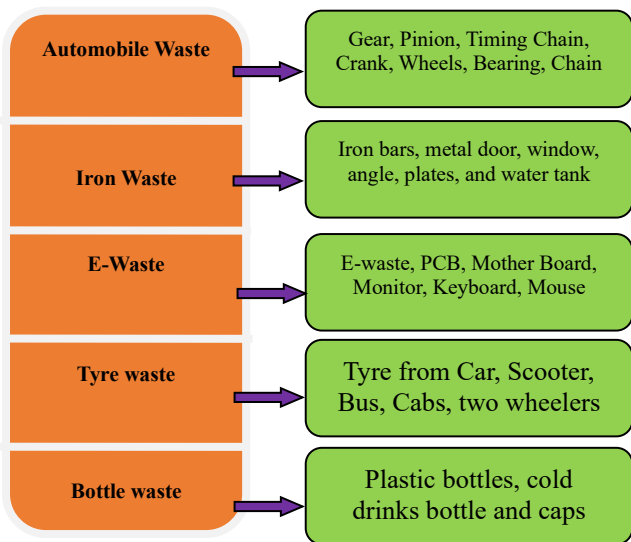 Automobile Waste
Gear, Pinion, Timing Chain,
Crank, Wheels, Bearing, Chain
Iron Waste
Iron bars, metal door, window,
angle, plates, and water tank
E-Waste
E-waste, PCB, Mother Board,
Monitor, Keyboard, Mouse
Tyre waste
Tyre from Car, Scooter,
Bus, Cabs, two wheelers
Bottle waste
Plastic bottles, cold
drinks bottle and caps